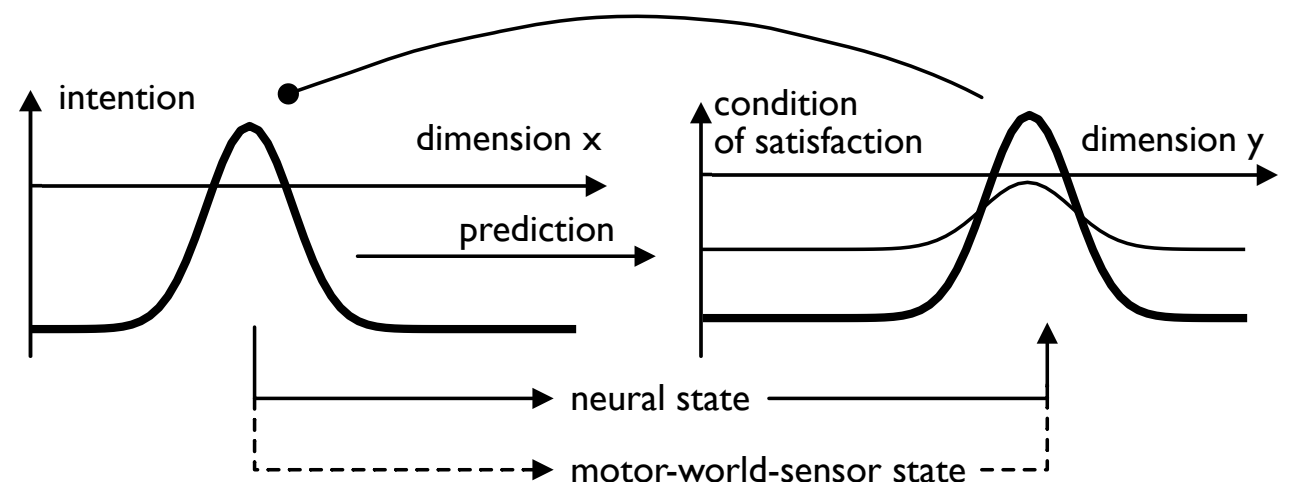 intention
dimension x
prediction
condition
of satisfaction
dimension y
neural state
motor-world-sensor state